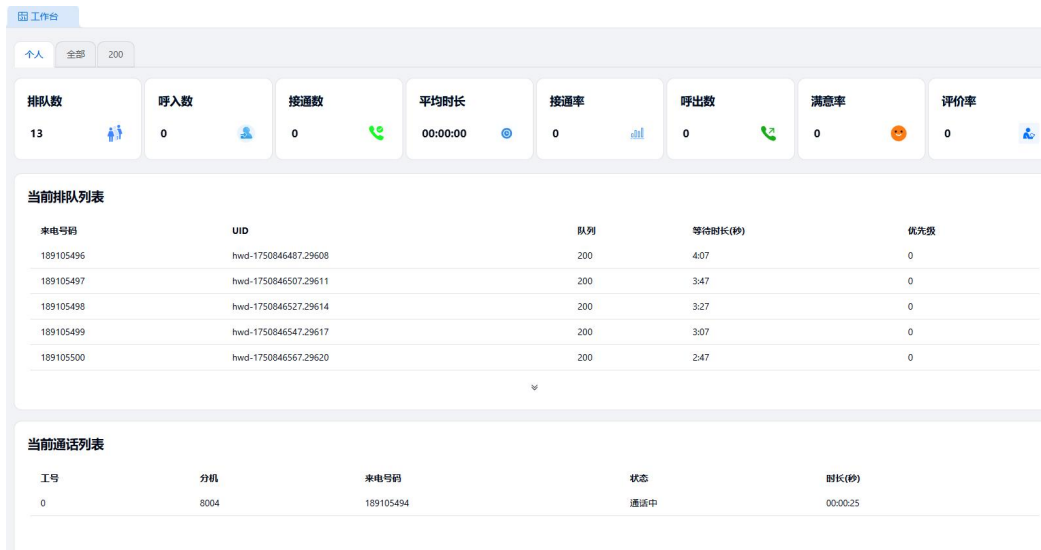 工作台
个人 全部 200
排队数 呼入数 接通数 平均时长 接通率 呼出数 满意率 评价率
13 0 0 00:00:00 0 0 0 0
当前排队列表
来电号码 UID 队列 等待时长(秒) 优先级
189105496 hwd-1750846487.29608 200 4:07 0
189105497 hwd-1750846507.29611 200 3:47 0
189105498 hwd-1750846527.29614 200 3:27 0
189105499 hwd-1750846547.29617 200 3:07 0
189105500 hwd-1750846567.29620 200 2:47 0
当前通话列表
工号 分机 来电号码 状态 时长(秒)
0 8004 189105494 通话中 00:00:25